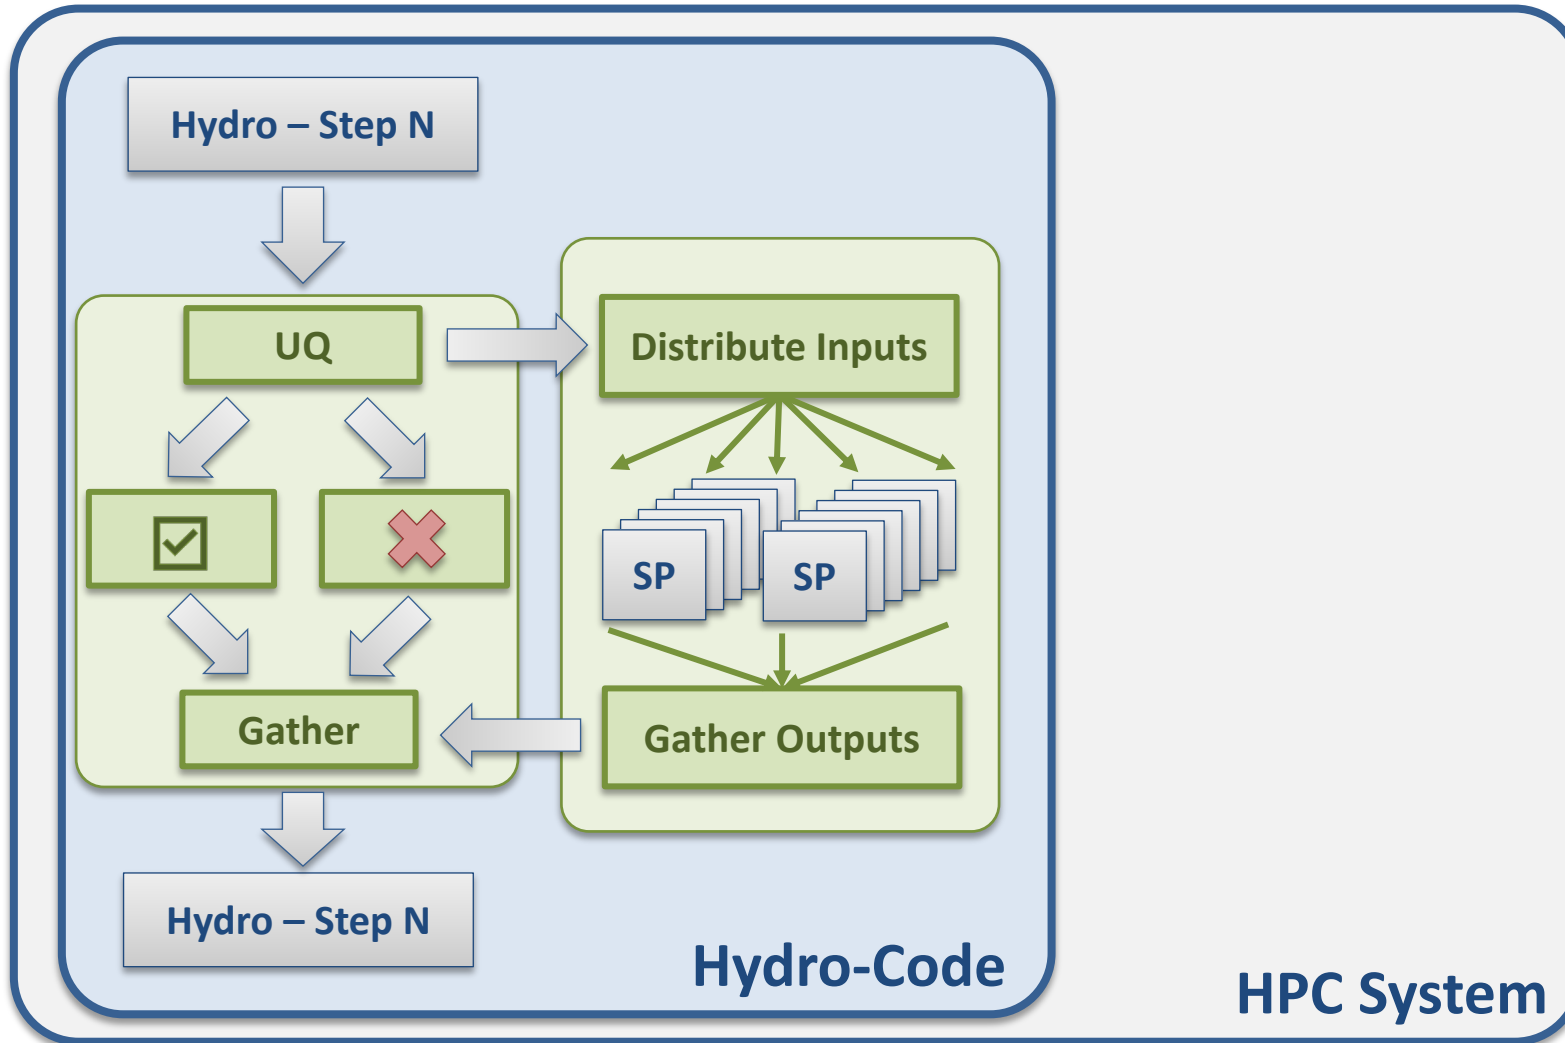 Hydro – Step N
UQ
Distribute Inputs
SP
SP
Gather
Gather Outputs
Hydro – Step N
Hydro-Code
HPC System